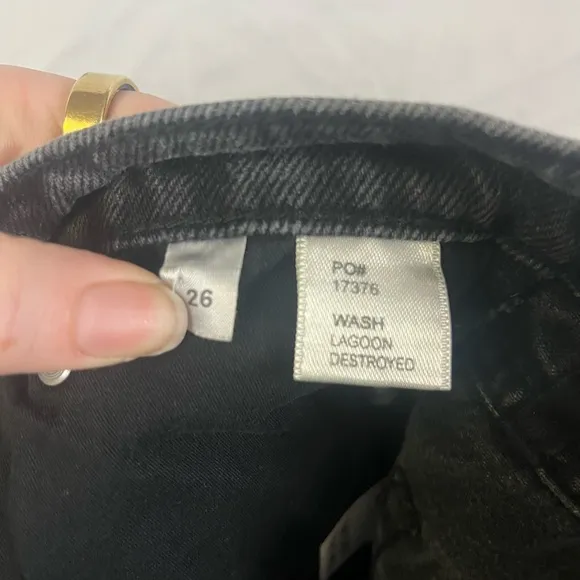 26
PO#
17376
WASH
LAGOON
DESTROYED